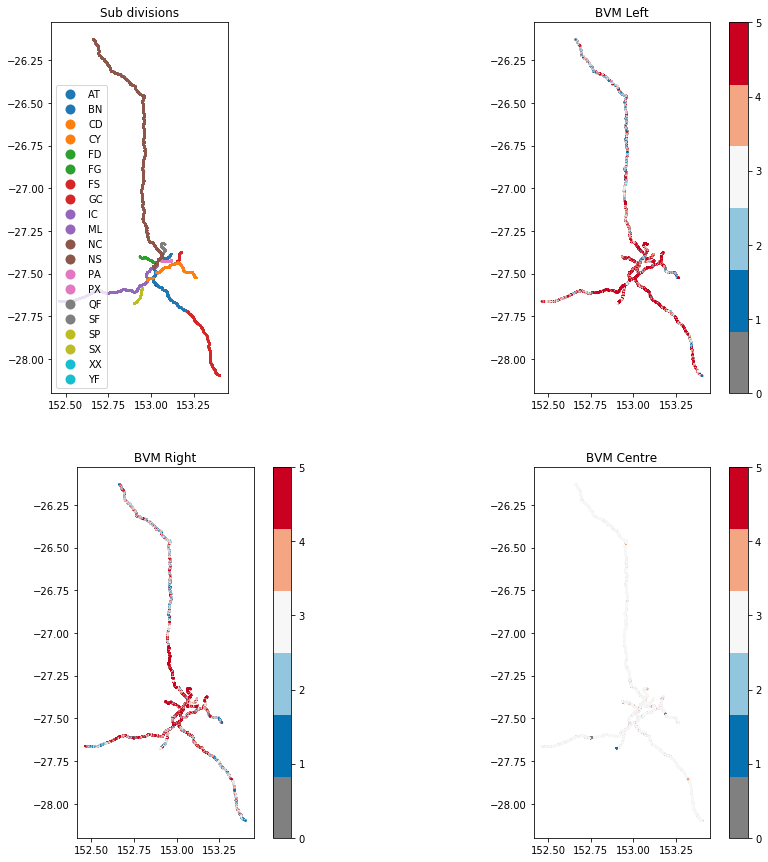 Sub divisions
−26.25
−26.50
−26.75
−27.00
−27.25
−27.50
−27.75
−28.00
AT
BN
CD
CY
FD
FG
FS
GC
IC
ML
NC
NS
PA
PX
QF
SF
SP
SX
XX
YF
152.50 152.75 153.00 153.25
BVM Left
−26.25
−26.50
−26.75
−27.00
−27.25
−27.50
−27.75
−28.00
152.50 152.75 153.00 153.25
5
4
3
2
1
0
BVM Right
−26.25
−26.50
−26.75
−27.00
−27.25
−27.50
−27.75
−28.00
152.50 152.75 153.00 153.25
5
4
3
2
1
0
BVM Centre
−26.25
−26.50
−26.75
−27.00
−27.25
−27.50
−27.75
−28.00
152.50 152.75 153.00 153.25
5
4
3
2
1
0